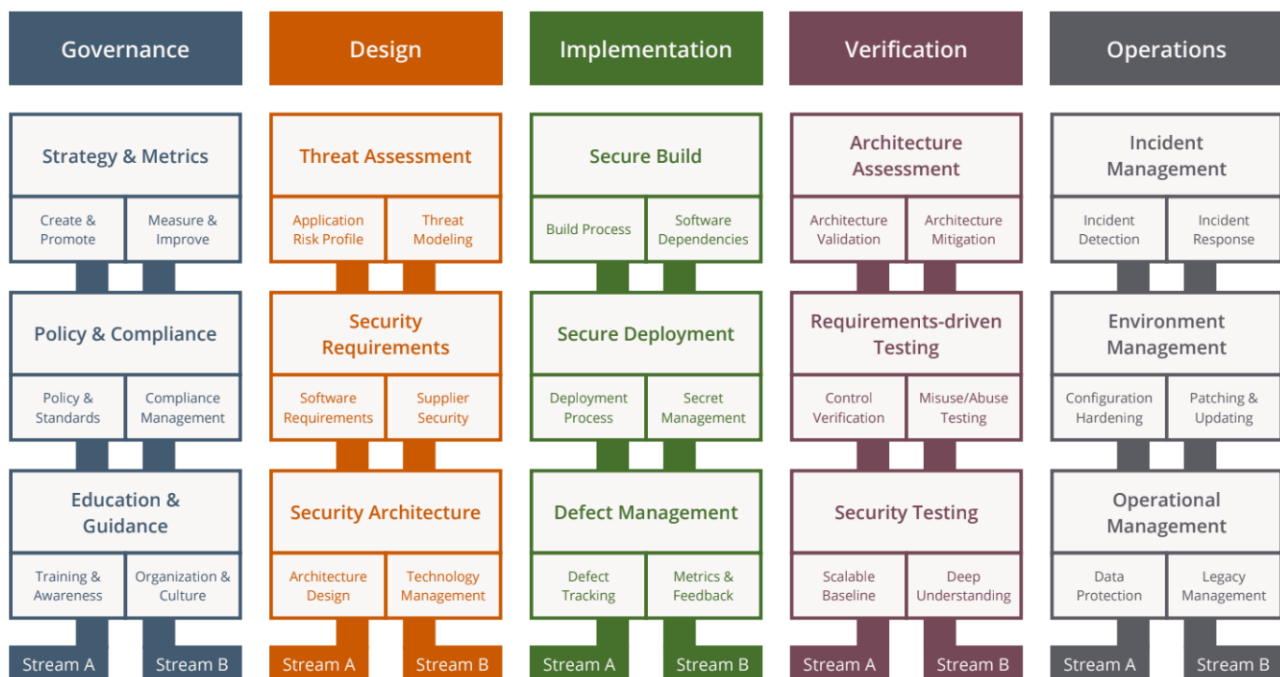 Governance
Design
Implementation
Verification
Operations
Strategy & Metrics
Threat Assessment
Secure Build
Architecture
Assessment
Incident
Management
Create &
Promote
Measure &
Improve
Application
Risk Profile
Threat
Modeling
Build Process
Software
Dependencies
Architecture
Validation
Architecture
Mitigation
Incident
Detection
Incident
Response
Policy & Compliance
Security
Requirements
Secure Deployment
Requirements-driven
Testing
Environment
Management
Policy &
Standards
Compliance
Management
Software
Requirements
Supplier
Security
Deployment
Process
Secret
Management
Control
Verification
Misuse/Abuse
Testing
Configuration
Hardening
Patching &
Updating
Education &
Guidance
Security Architecture
Defect Management
Security Testing
Operational
Management
Training &
Awareness
Organization &
Culture
Architecture
Design
Technology
Management
Defect
Tracking
Metrics &
Feedback
Scalable
Baseline
Deep
Understanding
Data
Protection
Legacy
Management
Stream A
Stream B
Stream A
Stream B
Stream A
Stream B
Stream A
Stream B
Stream A
Stream B